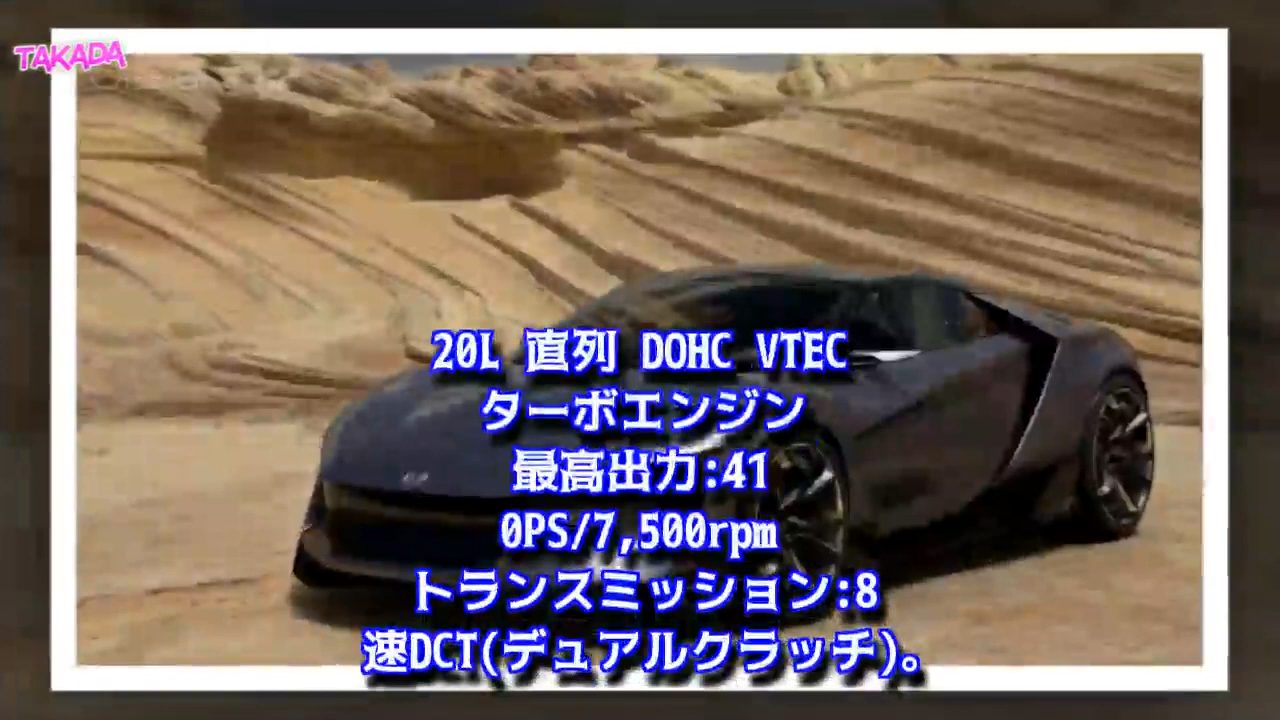 TAKADA
20L 直列 DOHC VTEC
ターボエンジン
最高出力:41
0PS/7,500rpm
トランスミッション:8
速DCT(デュアルクラッチ)。